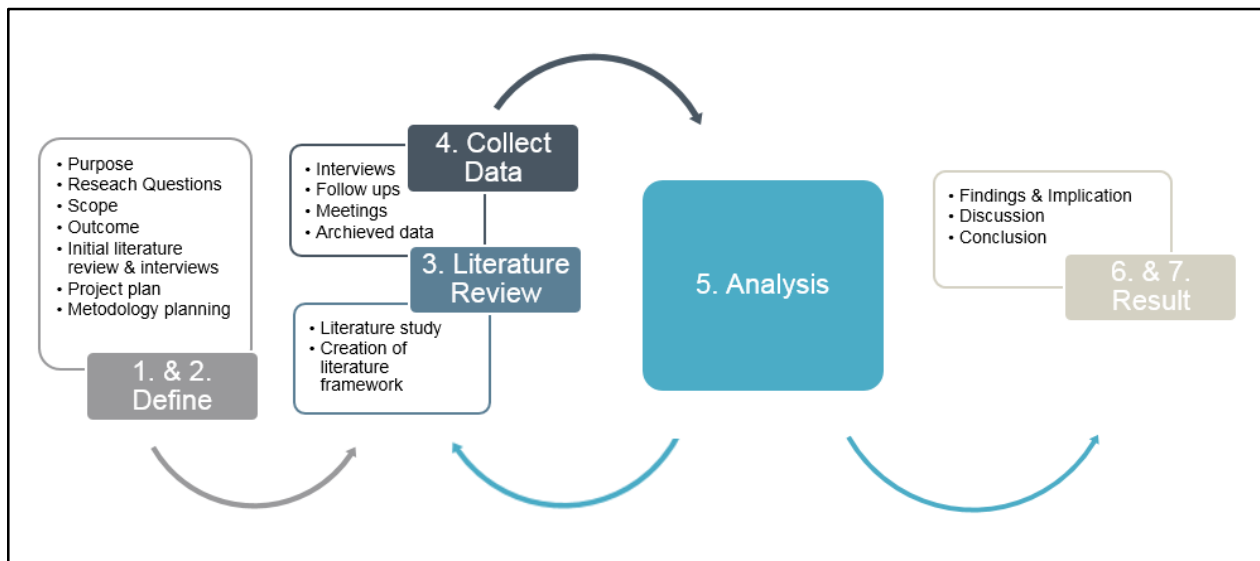 • Purpose
• Reseach Questions
• Scope
• Outcome
• Initial literature
review & interviews
• Project plan
• Metodology planning
1. & 2.
Define
• Interviews
• Follow ups
• Meetings
• Archieved data
4. Collect
Data
3. Literature
Review
• Literature study
• Creation of
literature
framework
5. Analysis
• Findings & Implication
• Discussion
• Conclusion
6. & 7.
Result